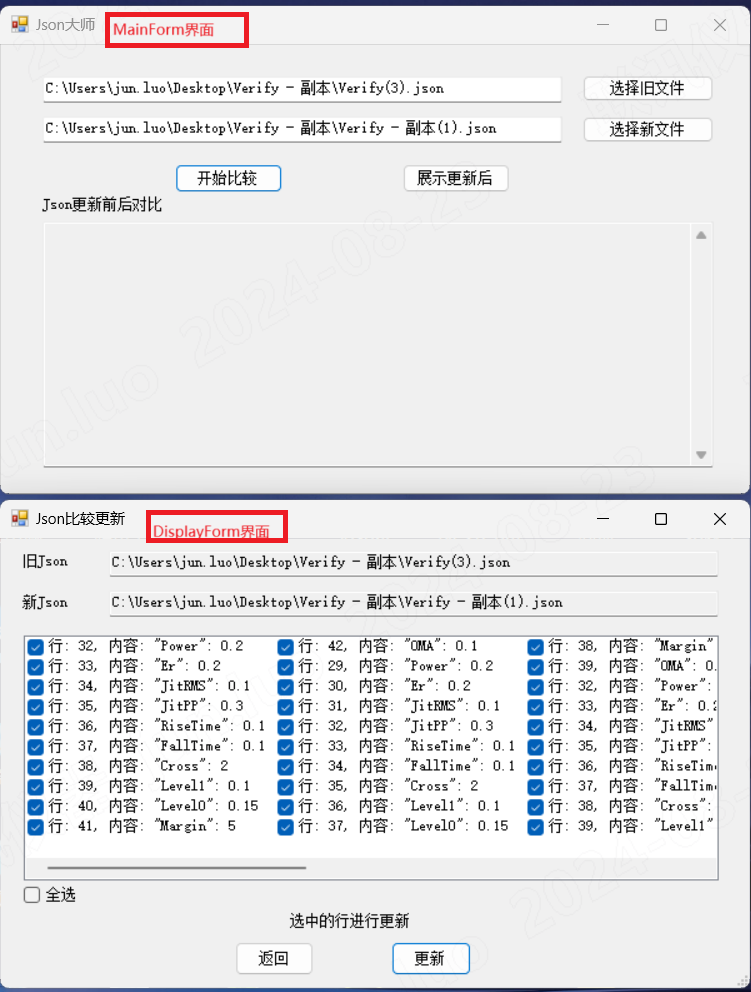 Json大师
MainForm界面
C:\Users\jun.luo\Desktop\Verify - 副本\Verify(3).json
选择旧文件
C:\Users\jun.luo\Desktop\Verify - 副本\Verify - 副本(1).json
选择新文件
开始比较
展示更新后
Json更新前后对比
2024-08-23
jun.luo
Json比较更新
DisplayForm界面
旧Json
C:\Users\jun.luo\Desktop\Verify - 副本\Verify(3).json
新Json
C:\Users\jun.luo\Desktop\Verify - 副本\Verify - 副本(1).json
行: 32, 内容: "Power": 0.2 行: 42, 内容: "OMA": 0.1 行: 38, 内容: "Margin"
行: 33, 内容: "Er": 0.2 行: 29, 内容: "Power": 0.2 行: 39, 内容: "OMA": 0.
行: 34, 内容: "JitRMS": 0.1 行: 30, 内容: "Er": 0.2 行: 32, 内容: "Power":
行: 35, 内容: "JitPP": 0.3 行: 31, 内容: "JitRMS": 0.1 行: 33, 内容: "Er": 0.2
行: 36, 内容: "RiseTime": 0.1 行: 32, 内容: "JitPP": 0.3 行: 34, 内容: "JitRMS"
行: 37, 内容: "FallTime": 0.1 行: 33, 内容: "RiseTime": 0.1 行: 35, 内容: "JitPP":
行: 38, 内容: "Cross": 2 行: 34, 内容: "FallTime": 0.1 行: 36, 内容: "RiseTim
行: 39, 内容: "Level1": 0.1 行: 35, 内容: "Cross": 2 行: 37, 内容: "FallTim
行: 40, 内容: "Level0": 0.15 行: 36, 内容: "Level1": 0.1 行: 38, 内容: "Cross":
行: 41, 内容: "Margin": 5 行: 37, 内容: "Level0": 0.15 行: 39, 内容: "Level1"
全选
选中的行进行更新
返回
更新